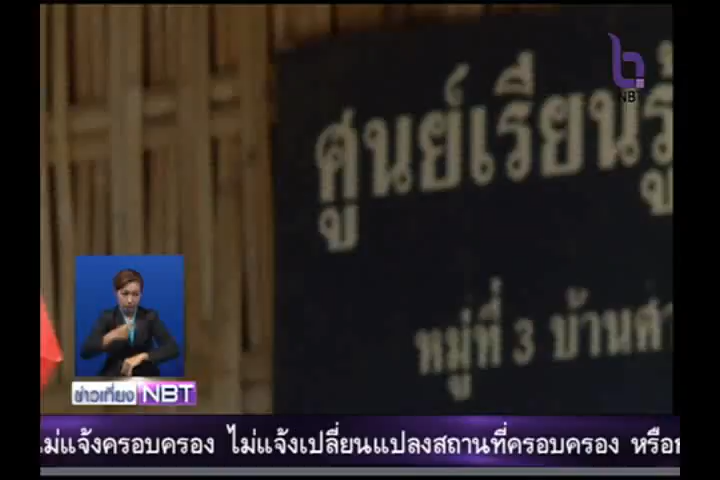 NBT
ศูนย์เรียนรู้
หมู่ที่ 3 บ้านศา
ข่าวเที่ยง NBT
ไม่แจ้งครอบครอง ไม่แจ้งเปลี่ยนแปลงสถานที่ครอบครอง หรือ